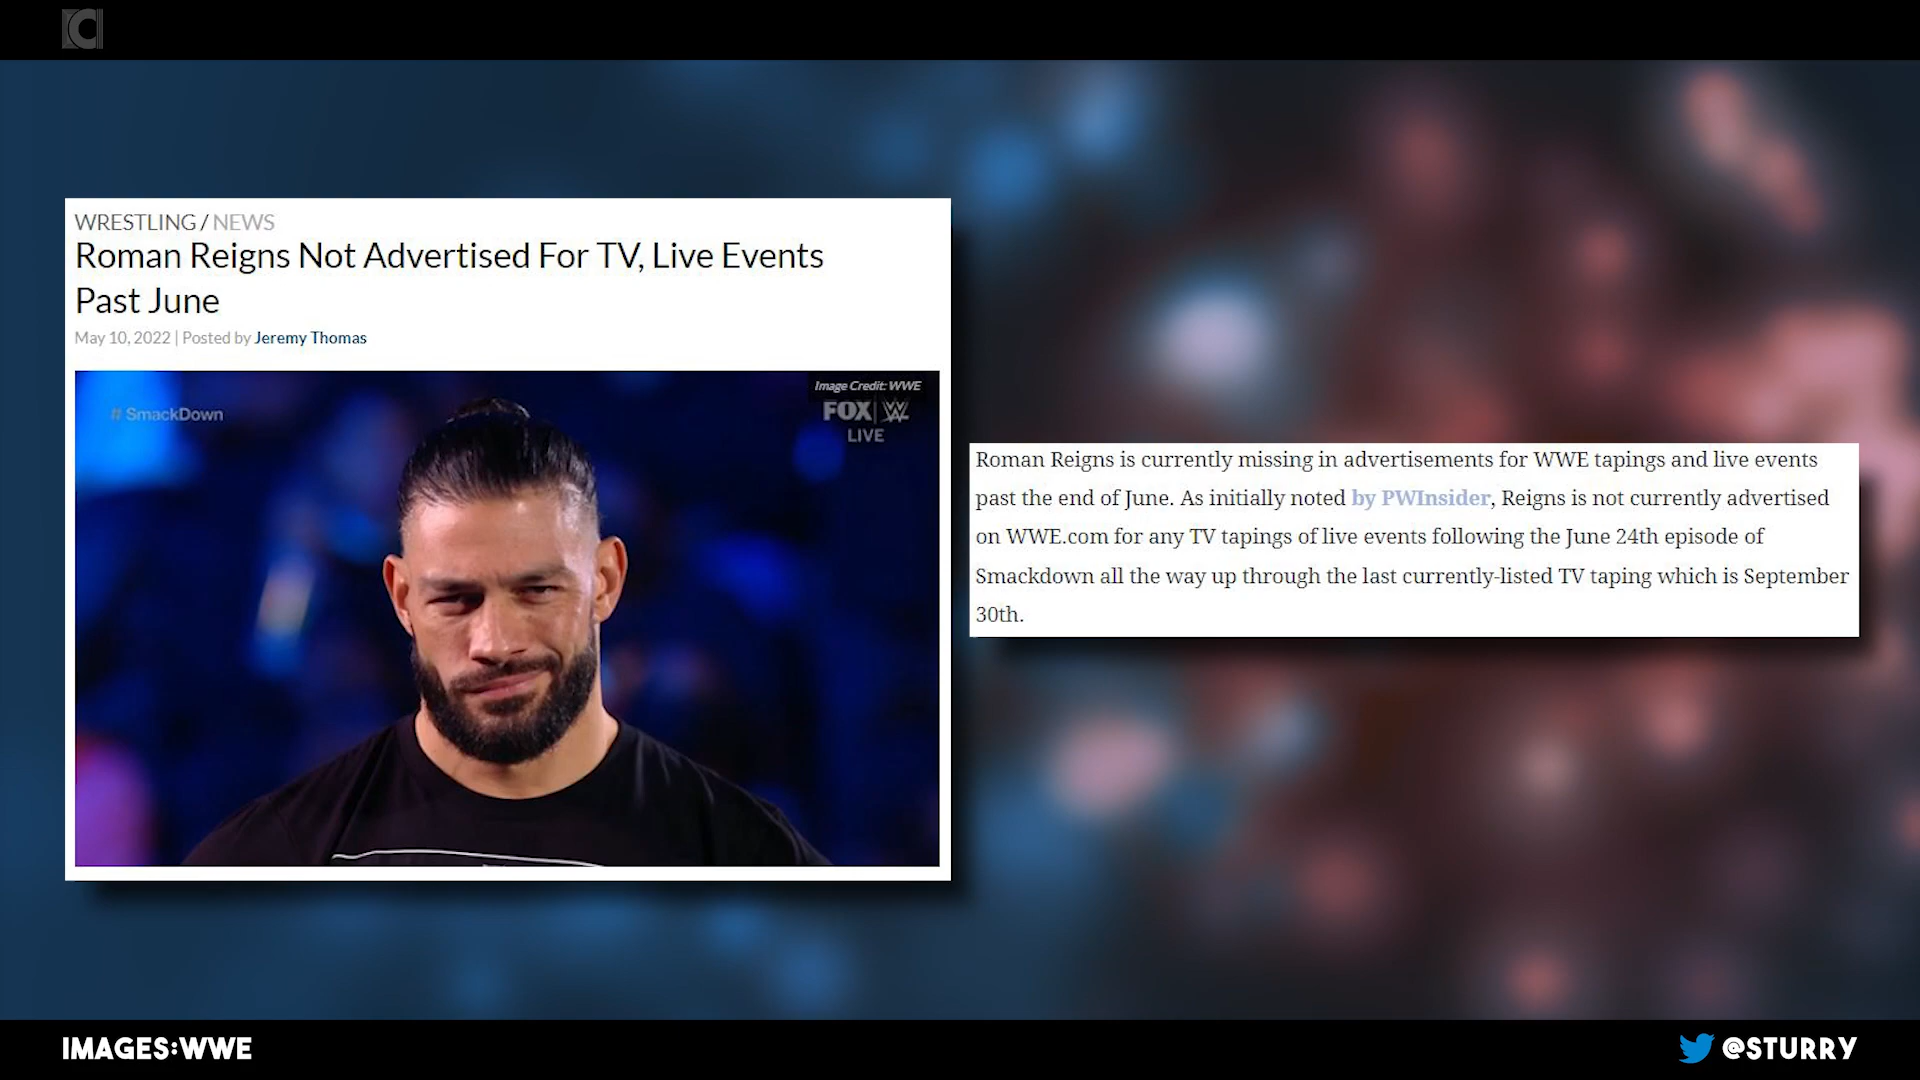 WRESTLING / NEWS
Roman Reigns Not Advertised For TV, Live Events
Past June
May 10, 2022 | Posted by Jeremy Thomas
Image Credit: WWE
# SmackDown
FOX W
LIVE
Roman Reigns is currently missing in advertisements for WWE tapings and live events
past the end of June. As initially noted by PWInsider, Reigns is not currently advertised
on WWE.com for any TV tapings of live events following the June 24th episode of
Smackdown all the way up through the last currently-listed TV taping which is September
30th.
IMAGES:WWE
@STURRY